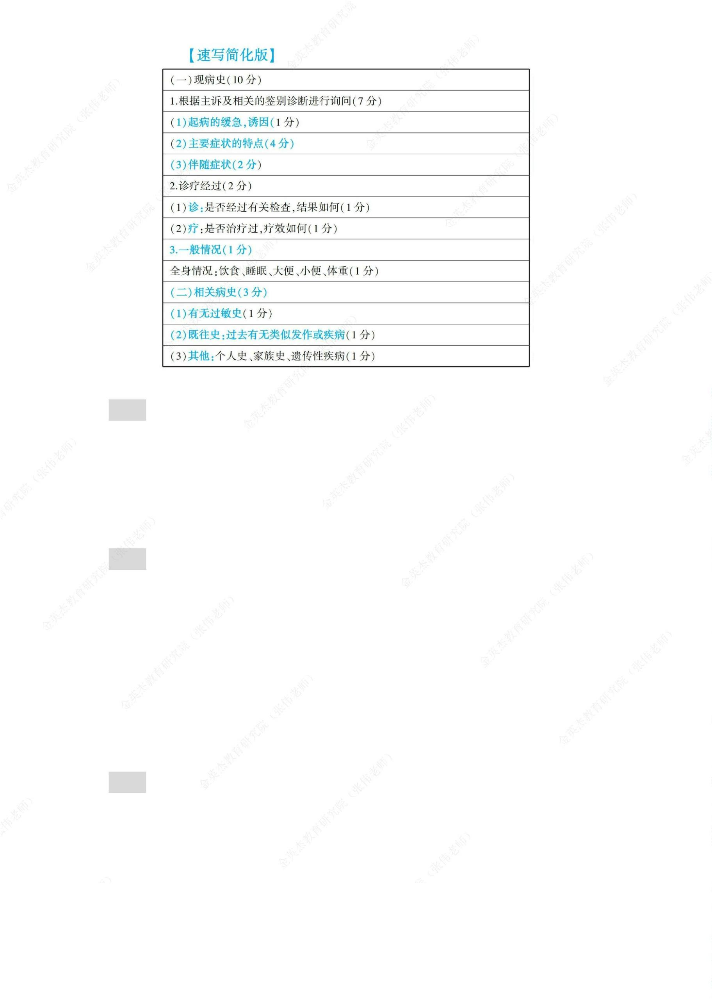 【速写简化版】
(一)现病史(10 分)
1.根据主诉及相关的鉴别诊断进行询问(7 分)
(1)起病的缓急,诱因(1 分)
(2)主要症状的特点(4 分)
(3)伴随症状(2 分)
2.诊疗经过(2 分)
(1)诊:是否经过有关检查,结果如何(1 分)
(2)疗:是否治疗过,疗效如何(1 分)
3.一般情况(1 分)
全身情况:饮食、睡眠、大便、小便、体重(1 分)
(二)相关病史(3 分)
(1)有无过敏史(1 分)
(2)既往史:过去有无类似发作或疾病(1 分)
(3)其他:个人史、家族史、遗传性疾病(1 分)
金英杰教育研究院（张伟老师）